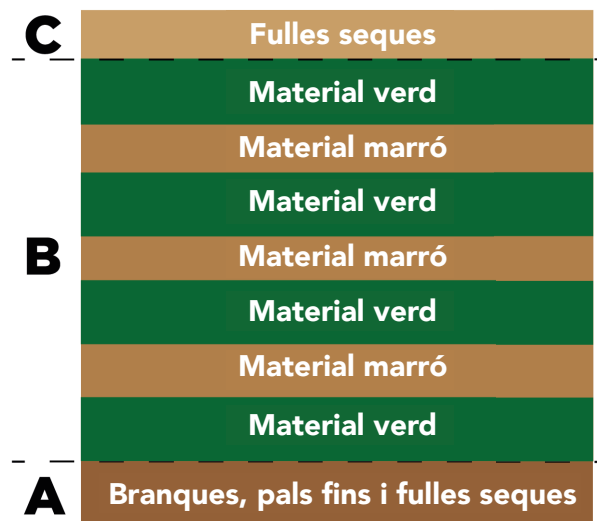 C
Fulles seques
Material verd
Material marró
Material verd
B
Material marró
Material verd
Material marró
Material verd
A
Branques, pals fins i fulles seques